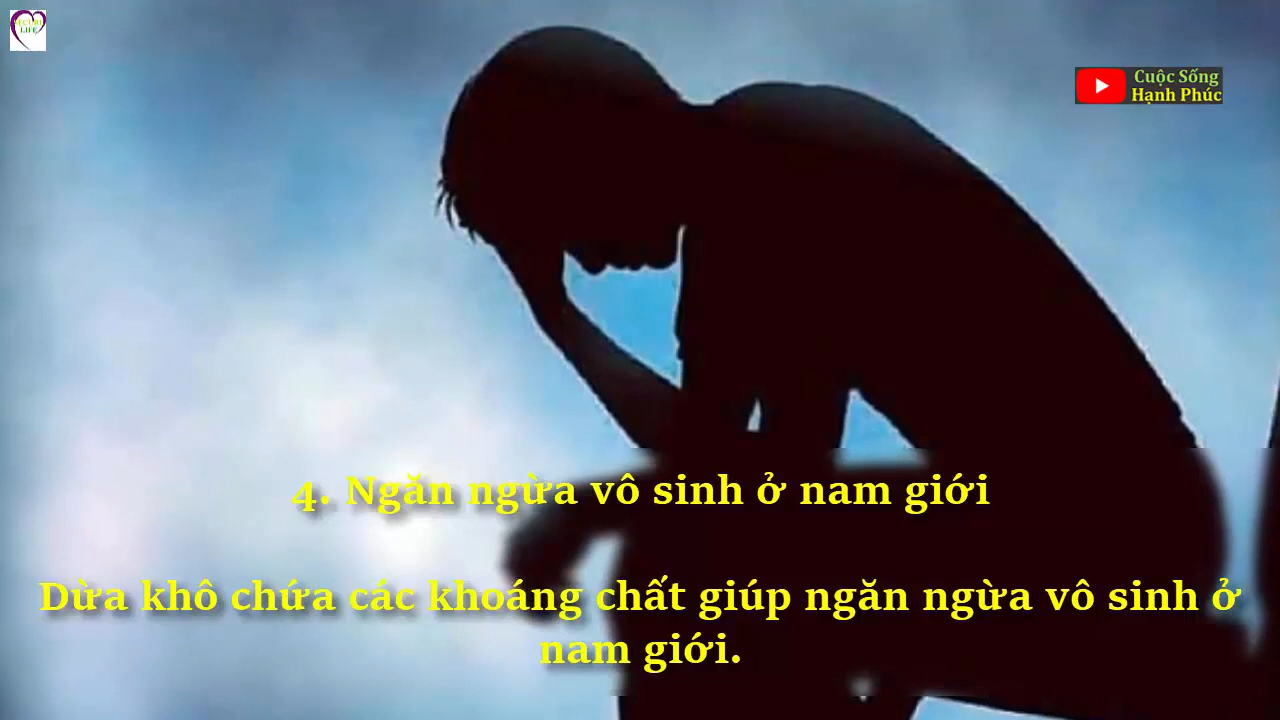 LIFE
Cuộc Sống
Hạnh Phúc
4. Ngăn ngừa vô sinh ở nam giới
Dừa khô chứa các khoáng chất giúp ngăn ngừa vô sinh ở
nam giới.